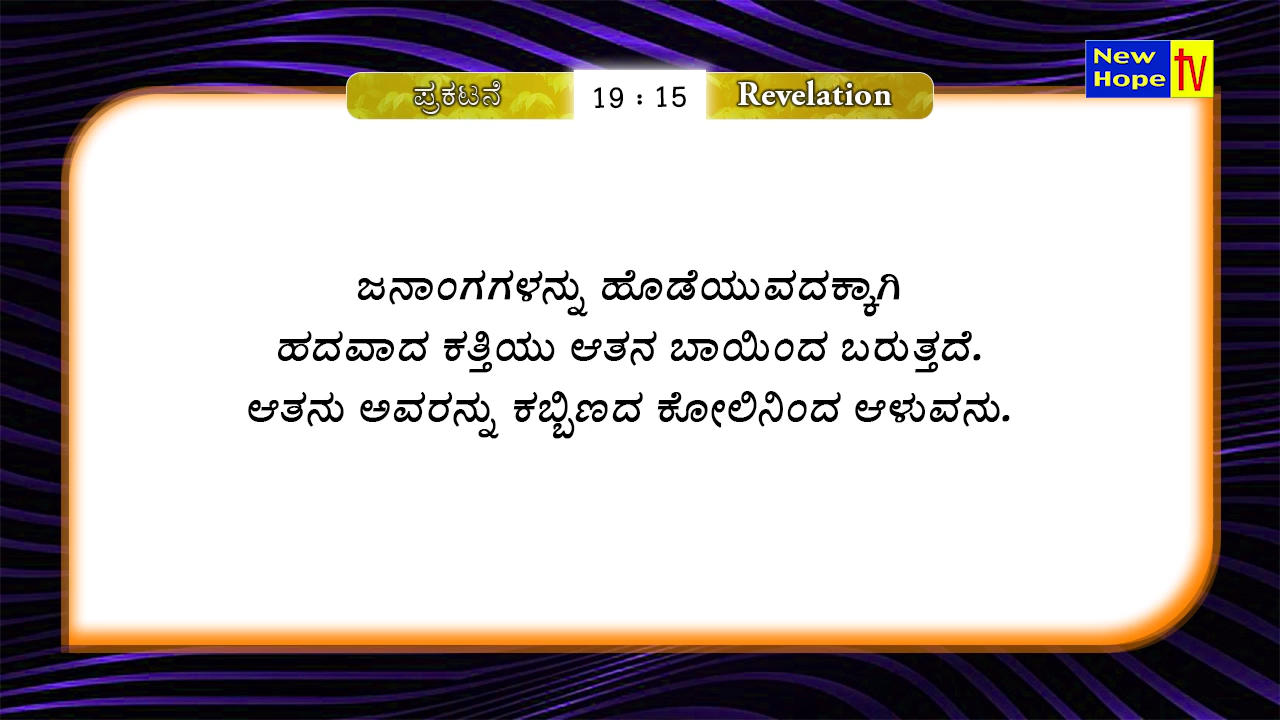 New
Hope
tv
ಪ್ರಕಟನೆ 19 : 15 Revelation
ಜನಾಂಗಗಳನ್ನು ಹೊಡೆಯುವದಕ್ಕಾಗಿ
ಹದವಾದ ಕತ್ತಿಯು ಆತನ ಬಾಯಿಂದ ಬರುತ್ತದೆ.
ಆತನು ಅವರನ್ನು ಕಬ್ಬಿಣದ ಕೋಲಿನಿಂದ ಆಳುವನು.